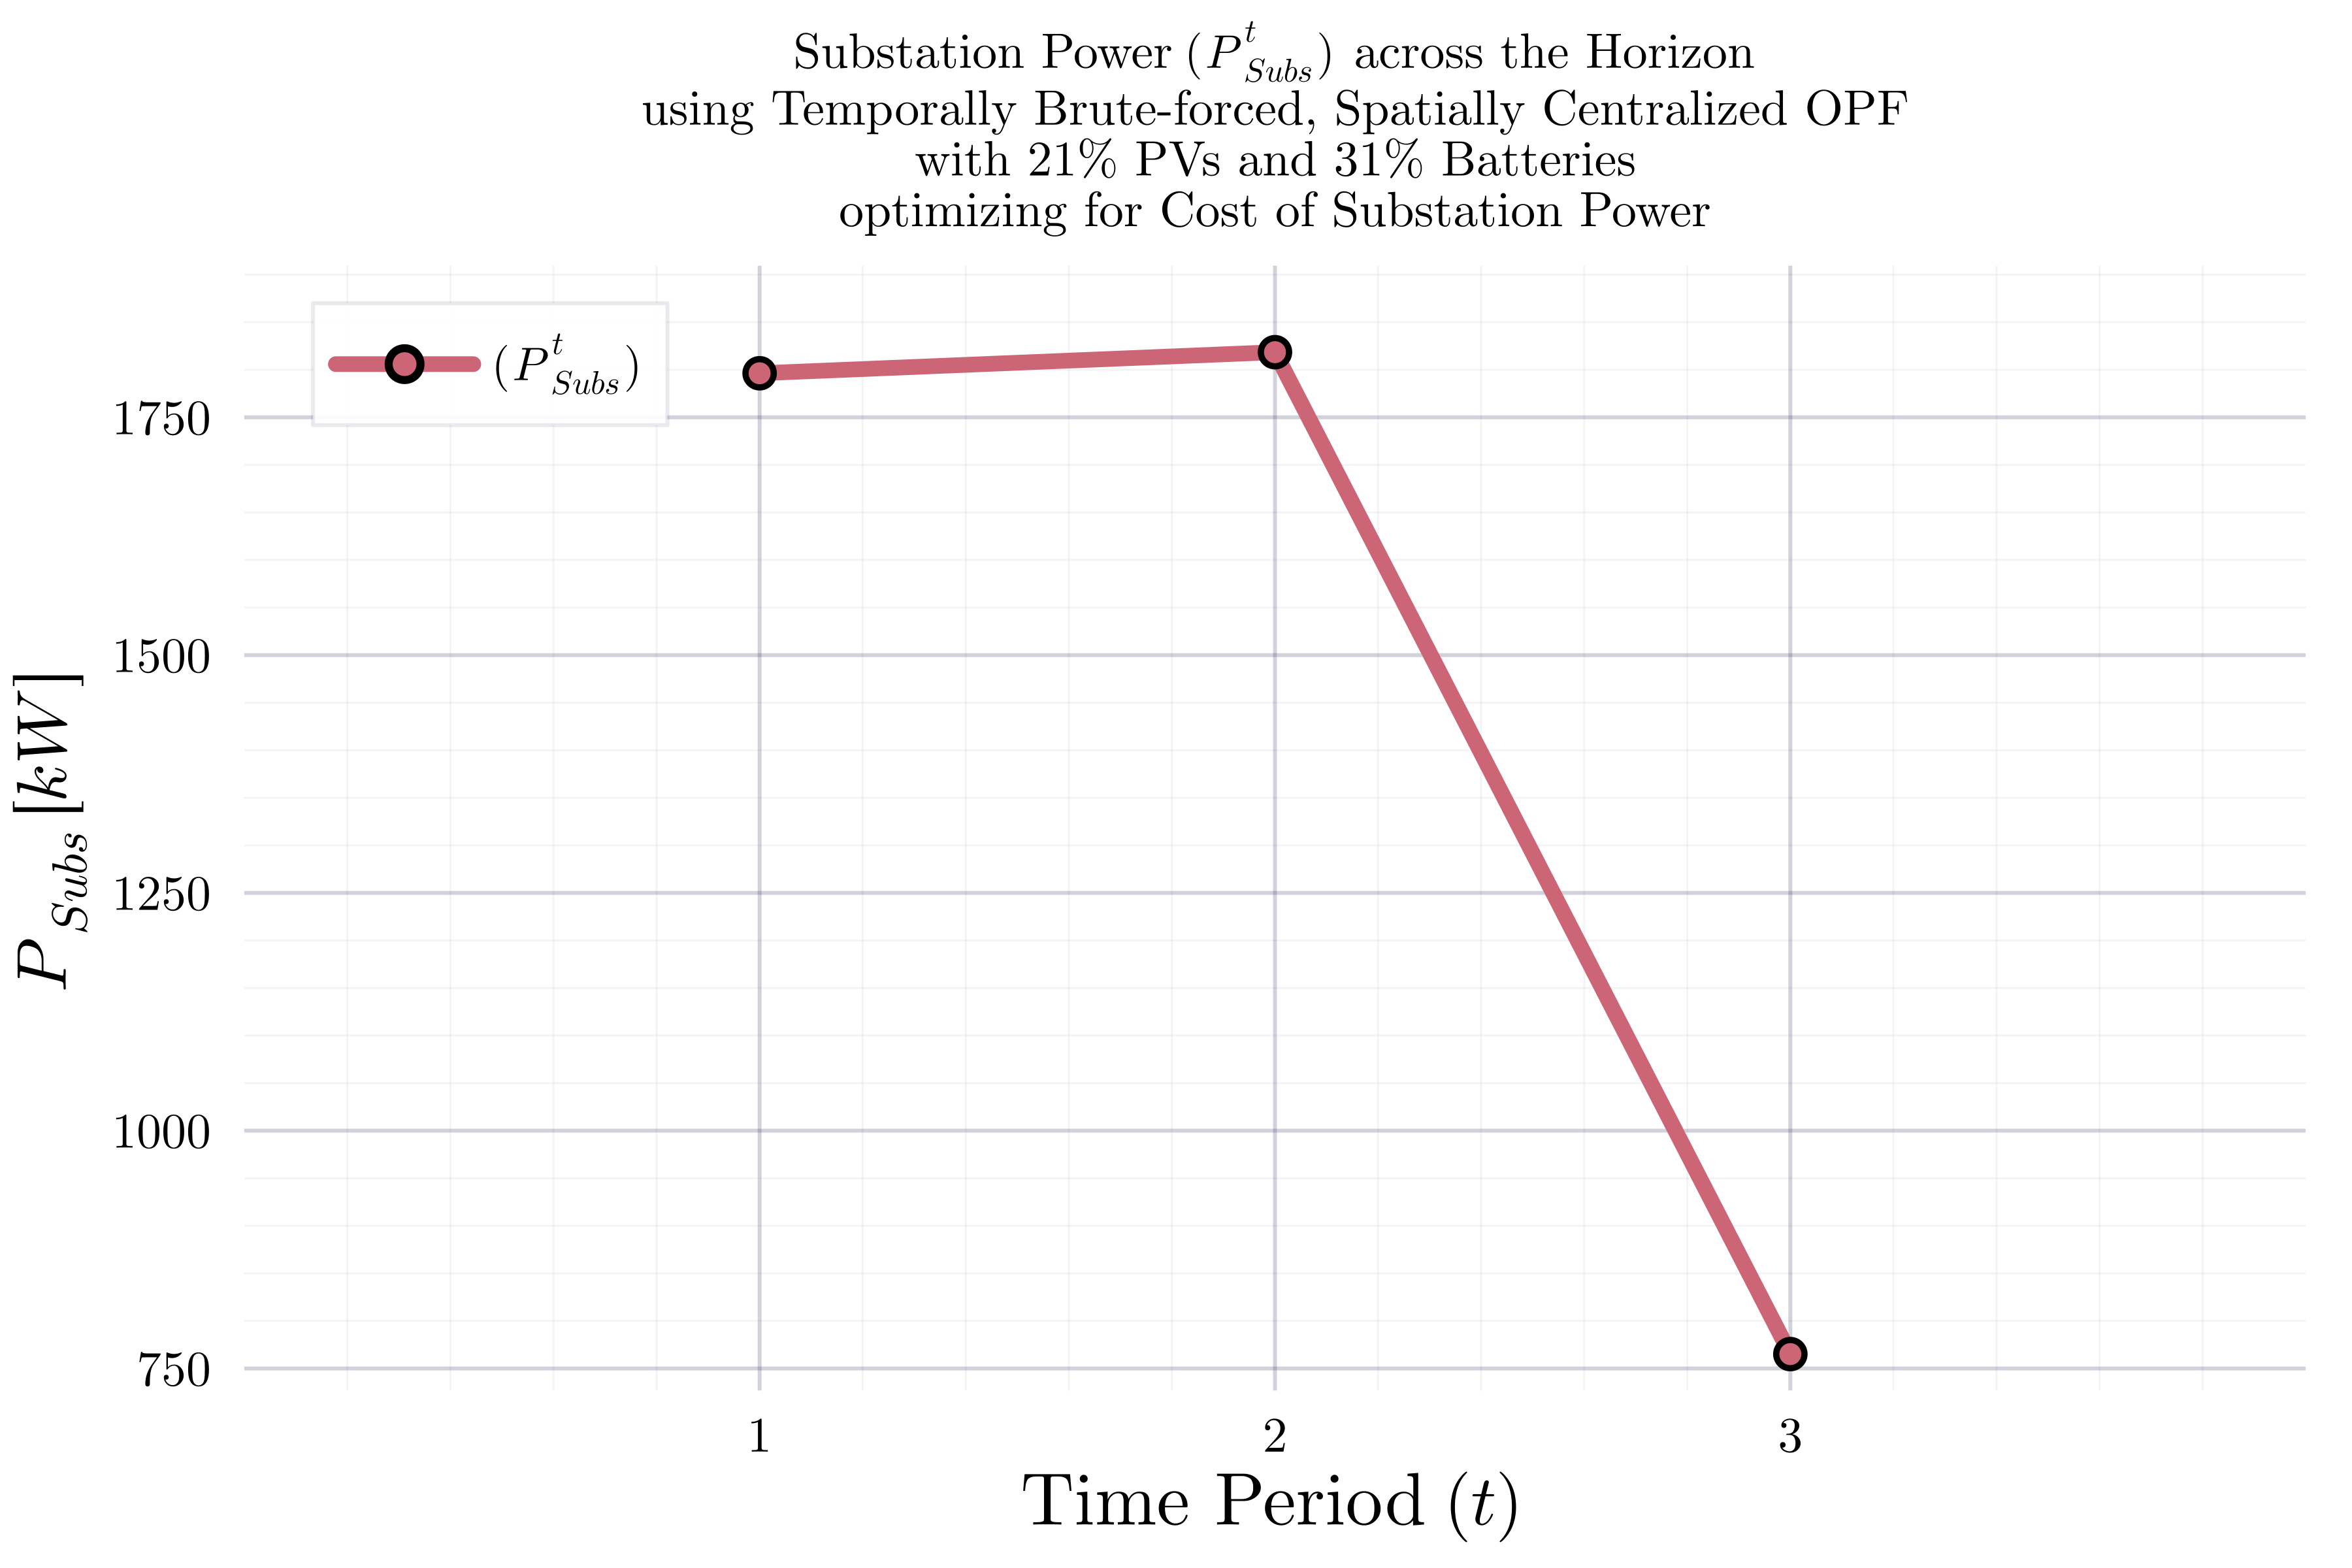 Substation Power (P^t_Subs) across the Horizon
using Temporally Brute-forced, Spatially Centralized OPF
with 21% PVs and 31% Batteries
optimizing for Cost of Substation Power
(P^t_Subs)
P_Subs [kW]
1750
1500
1250
1000
750
1 2 3
Time Period (t)